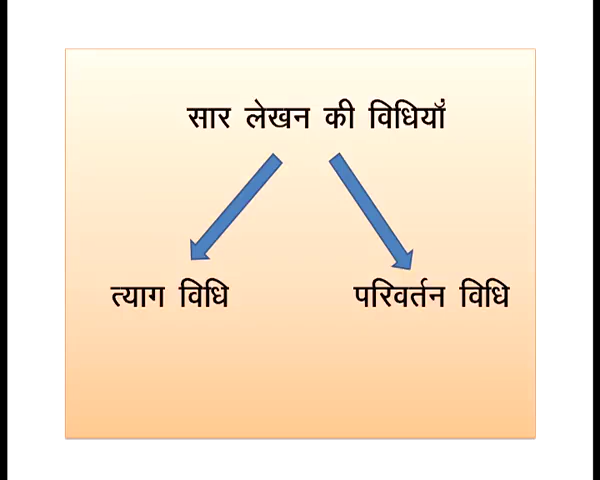 सार लेखन की विधियाँ
त्याग विधि
परिवर्तन विधि